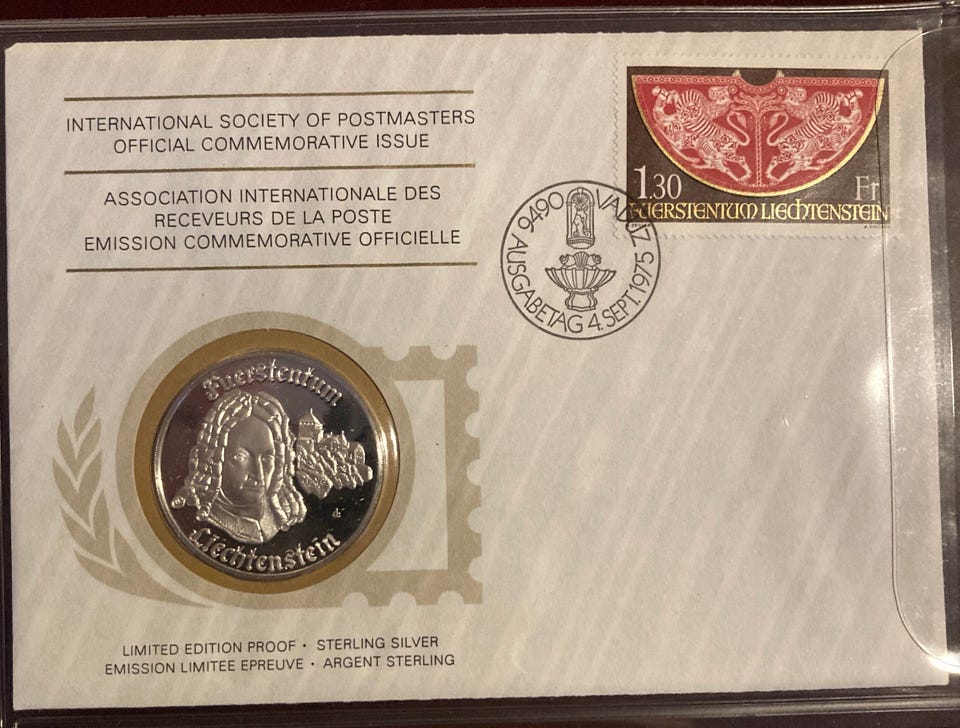 INTERNATIONAL SOCIETY OF POSTMASTERS
OFFICIAL COMMEMORATIVE ISSUE
ASSOCIATION INTERNATIONALE DES
RECEVEURS DE LA POSTE
EMISSION COMMEMORATIVE OFFICIELLE
1.30
Fr
FUERSTENTUM LIECHTENSTEIN
9490 VADUZ
AUSGABETAG 4. SEPT. 1975
Fuerstentum
Liechtenstein
LIMITED EDITION PROOF · STERLING SILVER
EMISSION LIMITEE EPREUVE · ARGENT STERLING